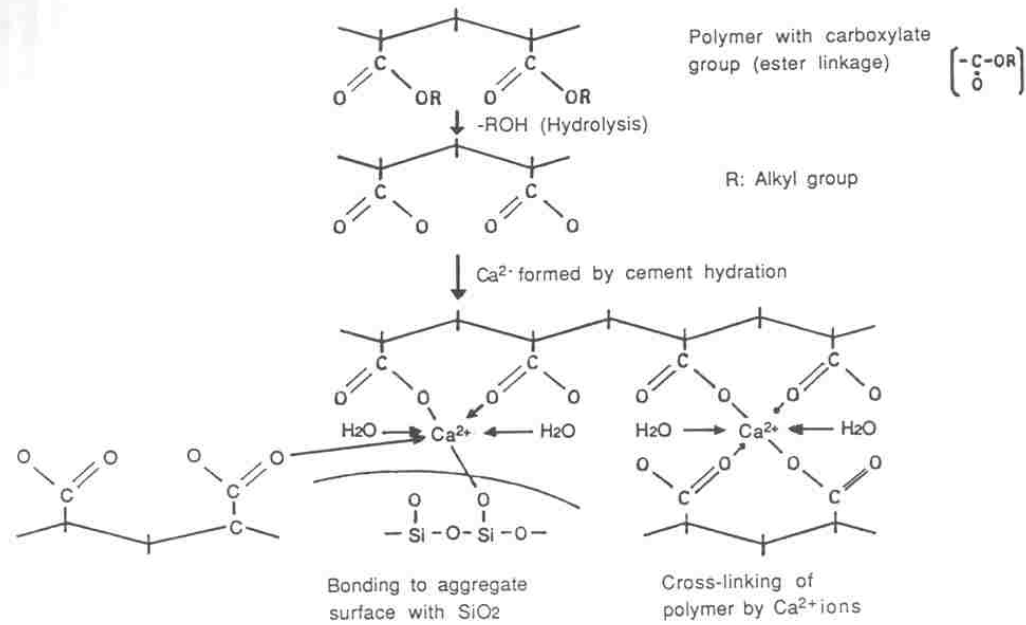 Polymer with carboxylate
group (ester linkage)
-C-OR
O
C C
O OR O OR
-ROH (Hydrolysis)
R: Alkyl group
C C
O O O O
Ca²⁻ formed by cement hydration
C C C C
O O O O O O O O
H₂O Ca²⁺ H₂O H₂O Ca²⁺ H₂O
O O O O O O O O
C C C C
C
O O
Si-O-Si-O
Bonding to aggregate
surface with SiO₂
Cross-linking of
polymer by Ca²⁺ ions